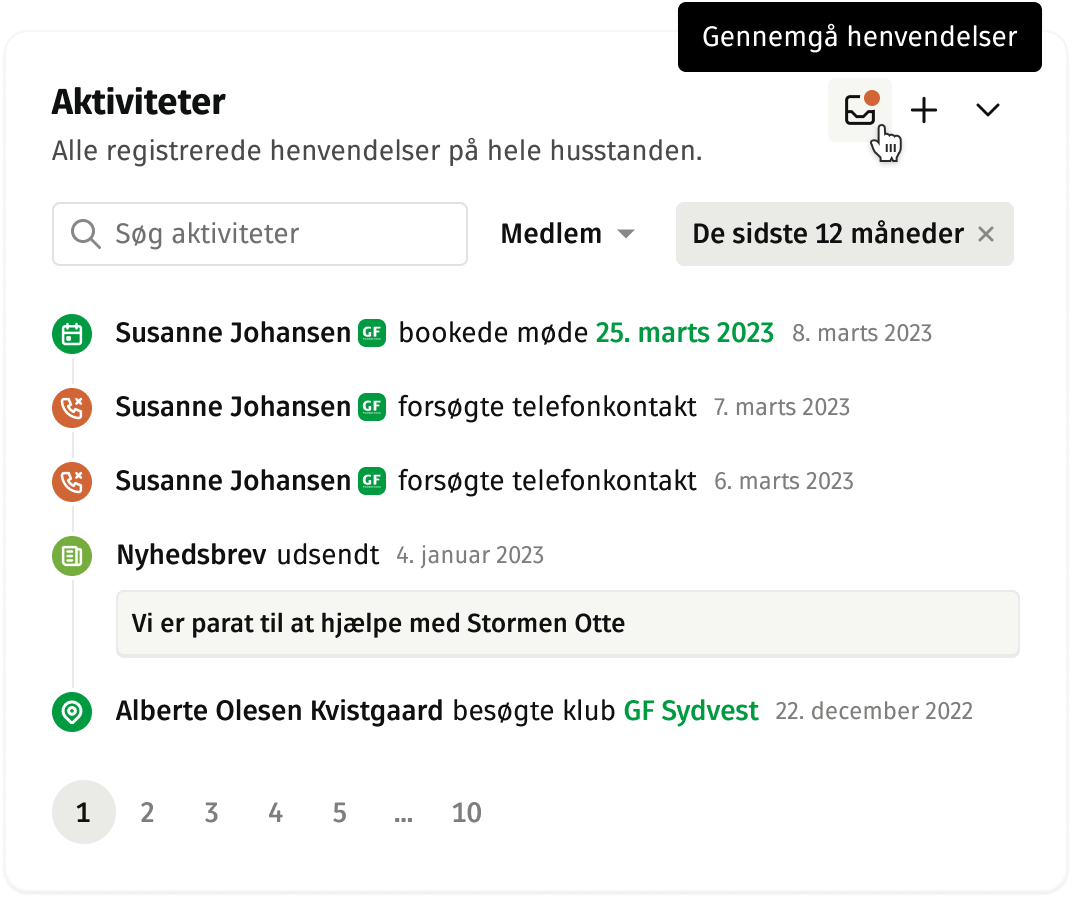 Gennemgå henvendelser
Aktiviteter
Alle registrerede henvendelser på hele husstanden.
Søg aktiviteter
Medlem
De sidste 12 måneder
Susanne Johansen GF bookede møde 25. marts 2023 8. marts 2023
Susanne Johansen GF forsøgte telefonkontakt 7. marts 2023
Susanne Johansen GF forsøgte telefonkontakt 6. marts 2023
Nyhedsbrev udsendt 4. januar 2023
Vi er parat til at hjælpe med Stormen Otte
Alberte Olesen Kvistgaard besøgte klub GF Sydvest 22. december 2022
1 2 3 4 5 ... 10